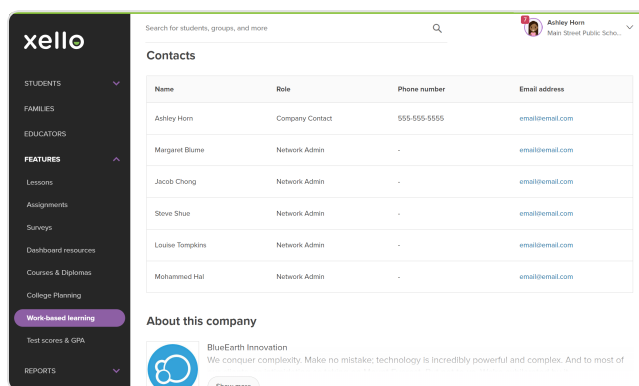 xello
Search for students, groups, and more
7
Ashley Horn
Main Street Public Scho...
STUDENTS
FAMILIES
EDUCATORS
FEATURES
Lessons
Assignments
Surveys
Dashboard resources
Courses & Diplomas
College Planning
Work-based learning
Test scores & GPA
REPORTS
Contacts
Name Role Phone number Email address
Ashley Horn Company Contact 555-555-5555 email@email.com
Margaret Blume Network Admin - email@email.com
Jacob Chong Network Admin - email@email.com
Steve Shue Network Admin - email@email.com
Louise Tompkins Network Admin - email@email.com
Mohammed Hal Network Admin - email@email.com
About this company
BlueEarth Innovation
We conquer complexity. Make no mistake: technology is incredibly powerful and complex. And to most of
Show more